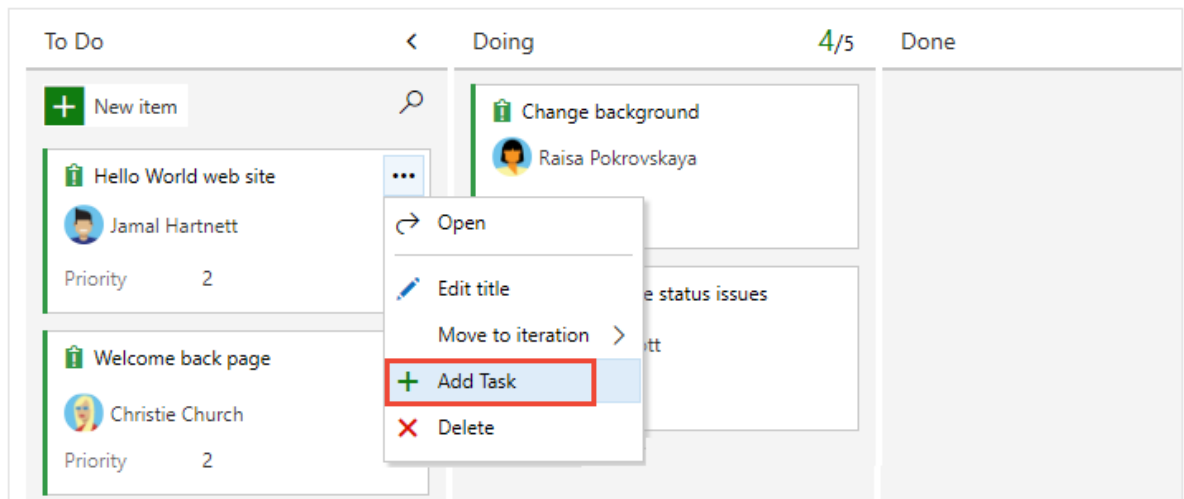 To Do
Doing
4/5
Done
New item
Hello World web site
Jamal Hartnett
Priority 2
Welcome back page
Christie Church
Priority 2
Change background
Raisa Pokrovskaya
Open
Edit title
Move to iteration
Add Task
Delete
status issues